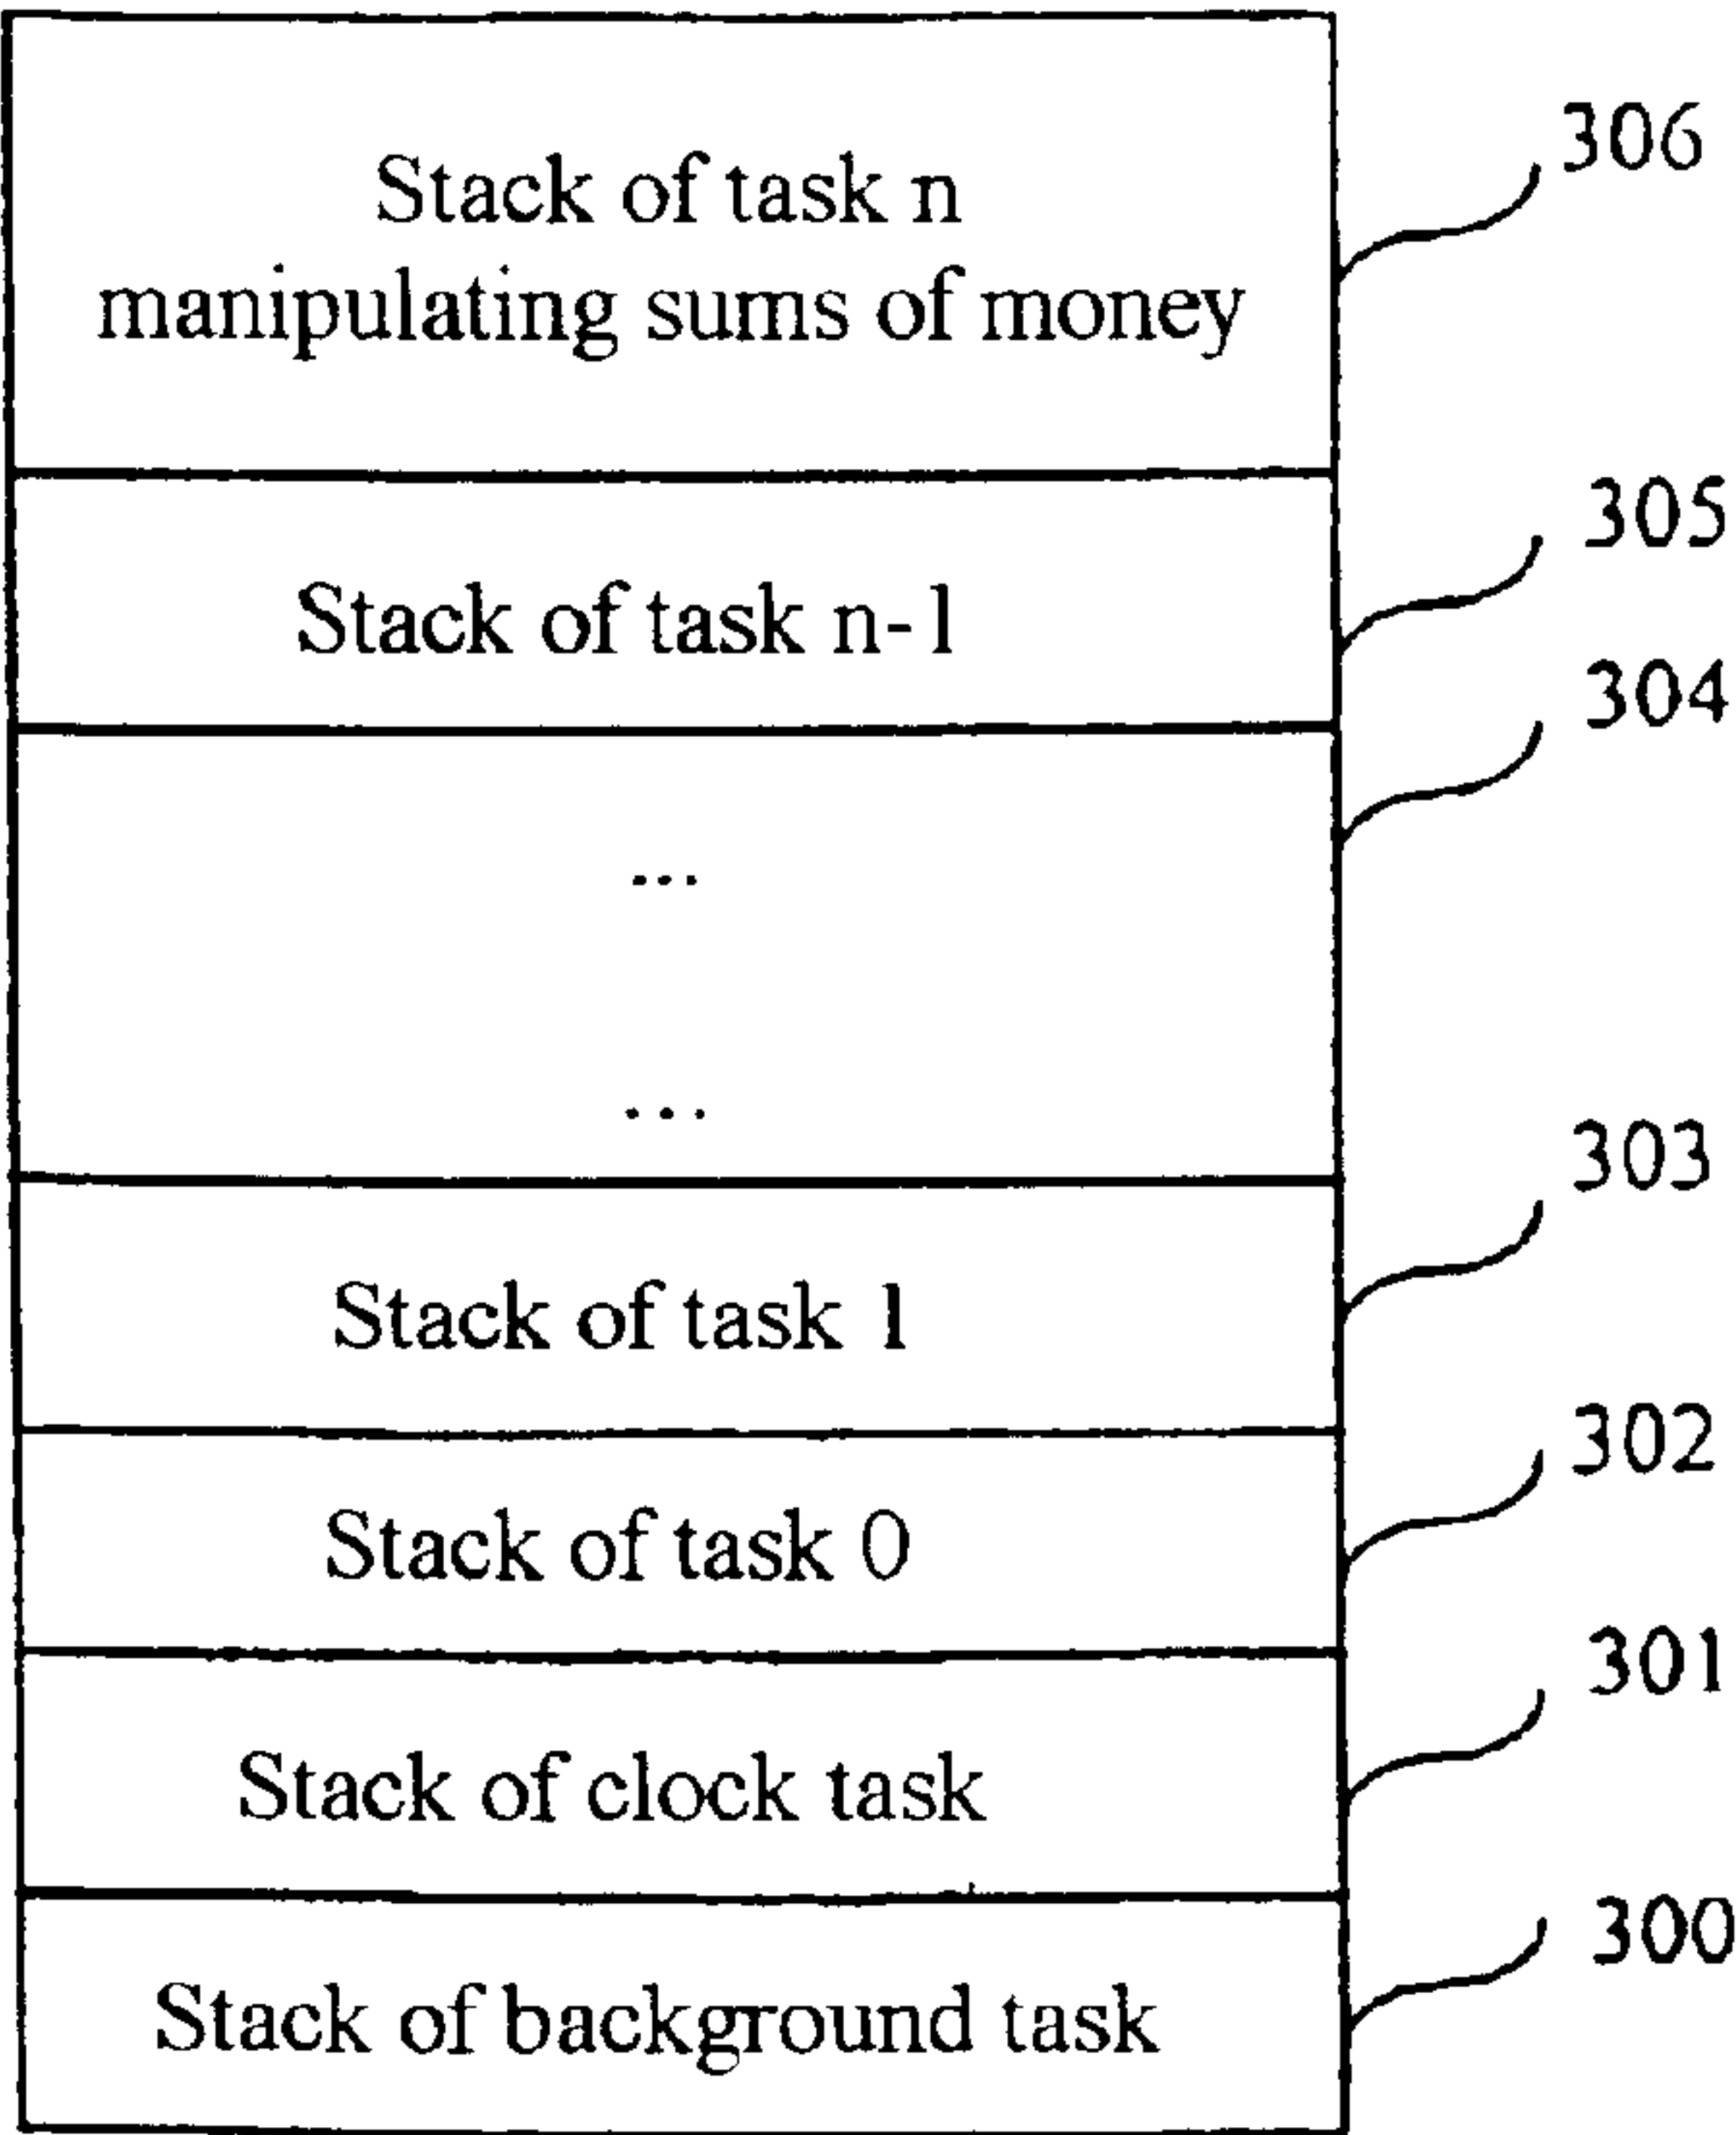 306
Stack of task n
manipulating sums of money
305
Stack of task n-1
304
...
...
303
Stack of task 1
302
Stack of task 0
301
Stack of clock task
300
Stack of background task